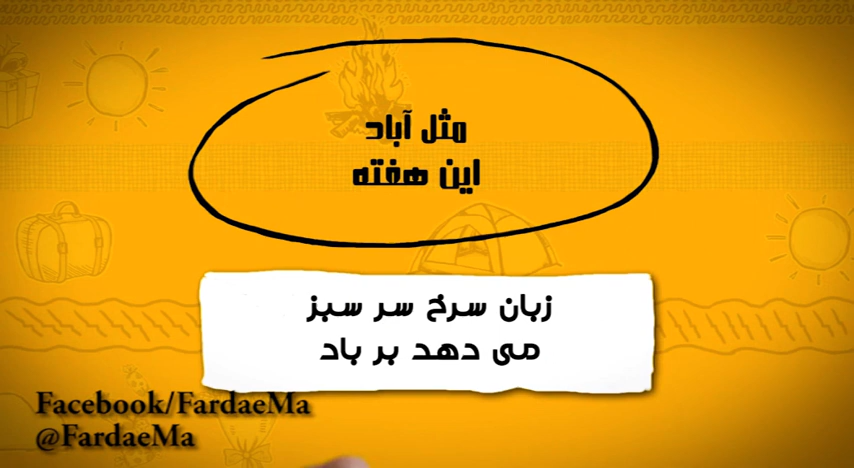 مثل آباد
این هفته
زبان سرخ سر سبز
می دهد بر باد
Facebook/FardaeMa
@FardaeMa